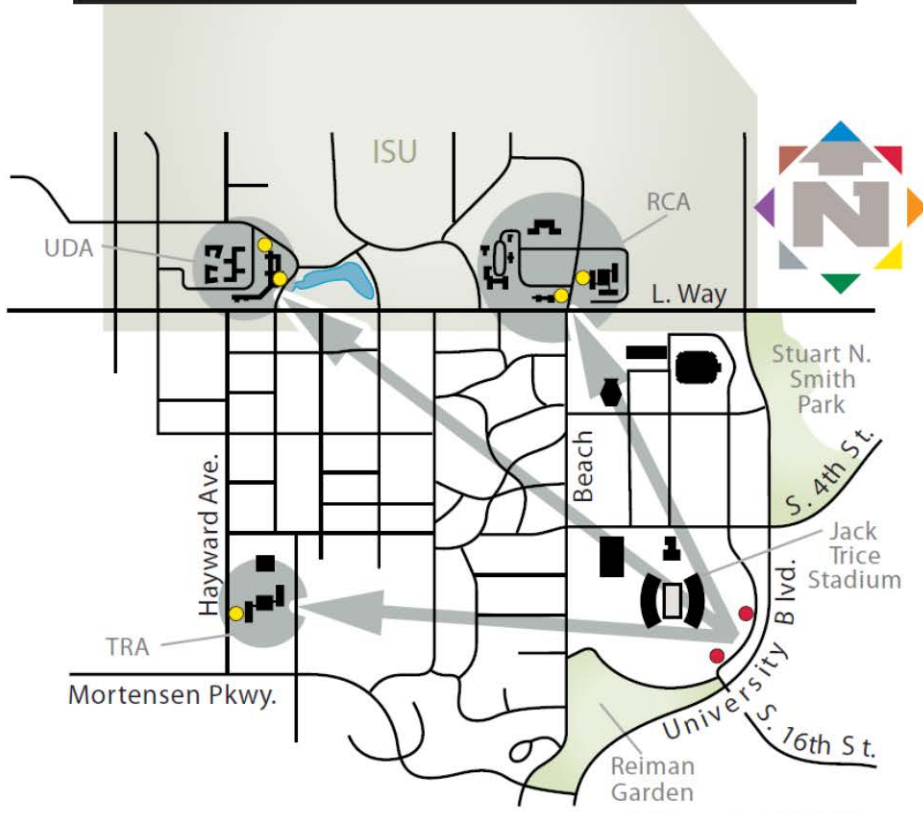 ISU
RCA
UDA
N
L. Way
Stuart N.
Smith
Park
Hayward Ave.
Beach
S. 4th St.
Jack
Trice
Stadium
University Blvd.
TRA
Mortensen Pkwy.
S. 16th St.
Reiman
Garden